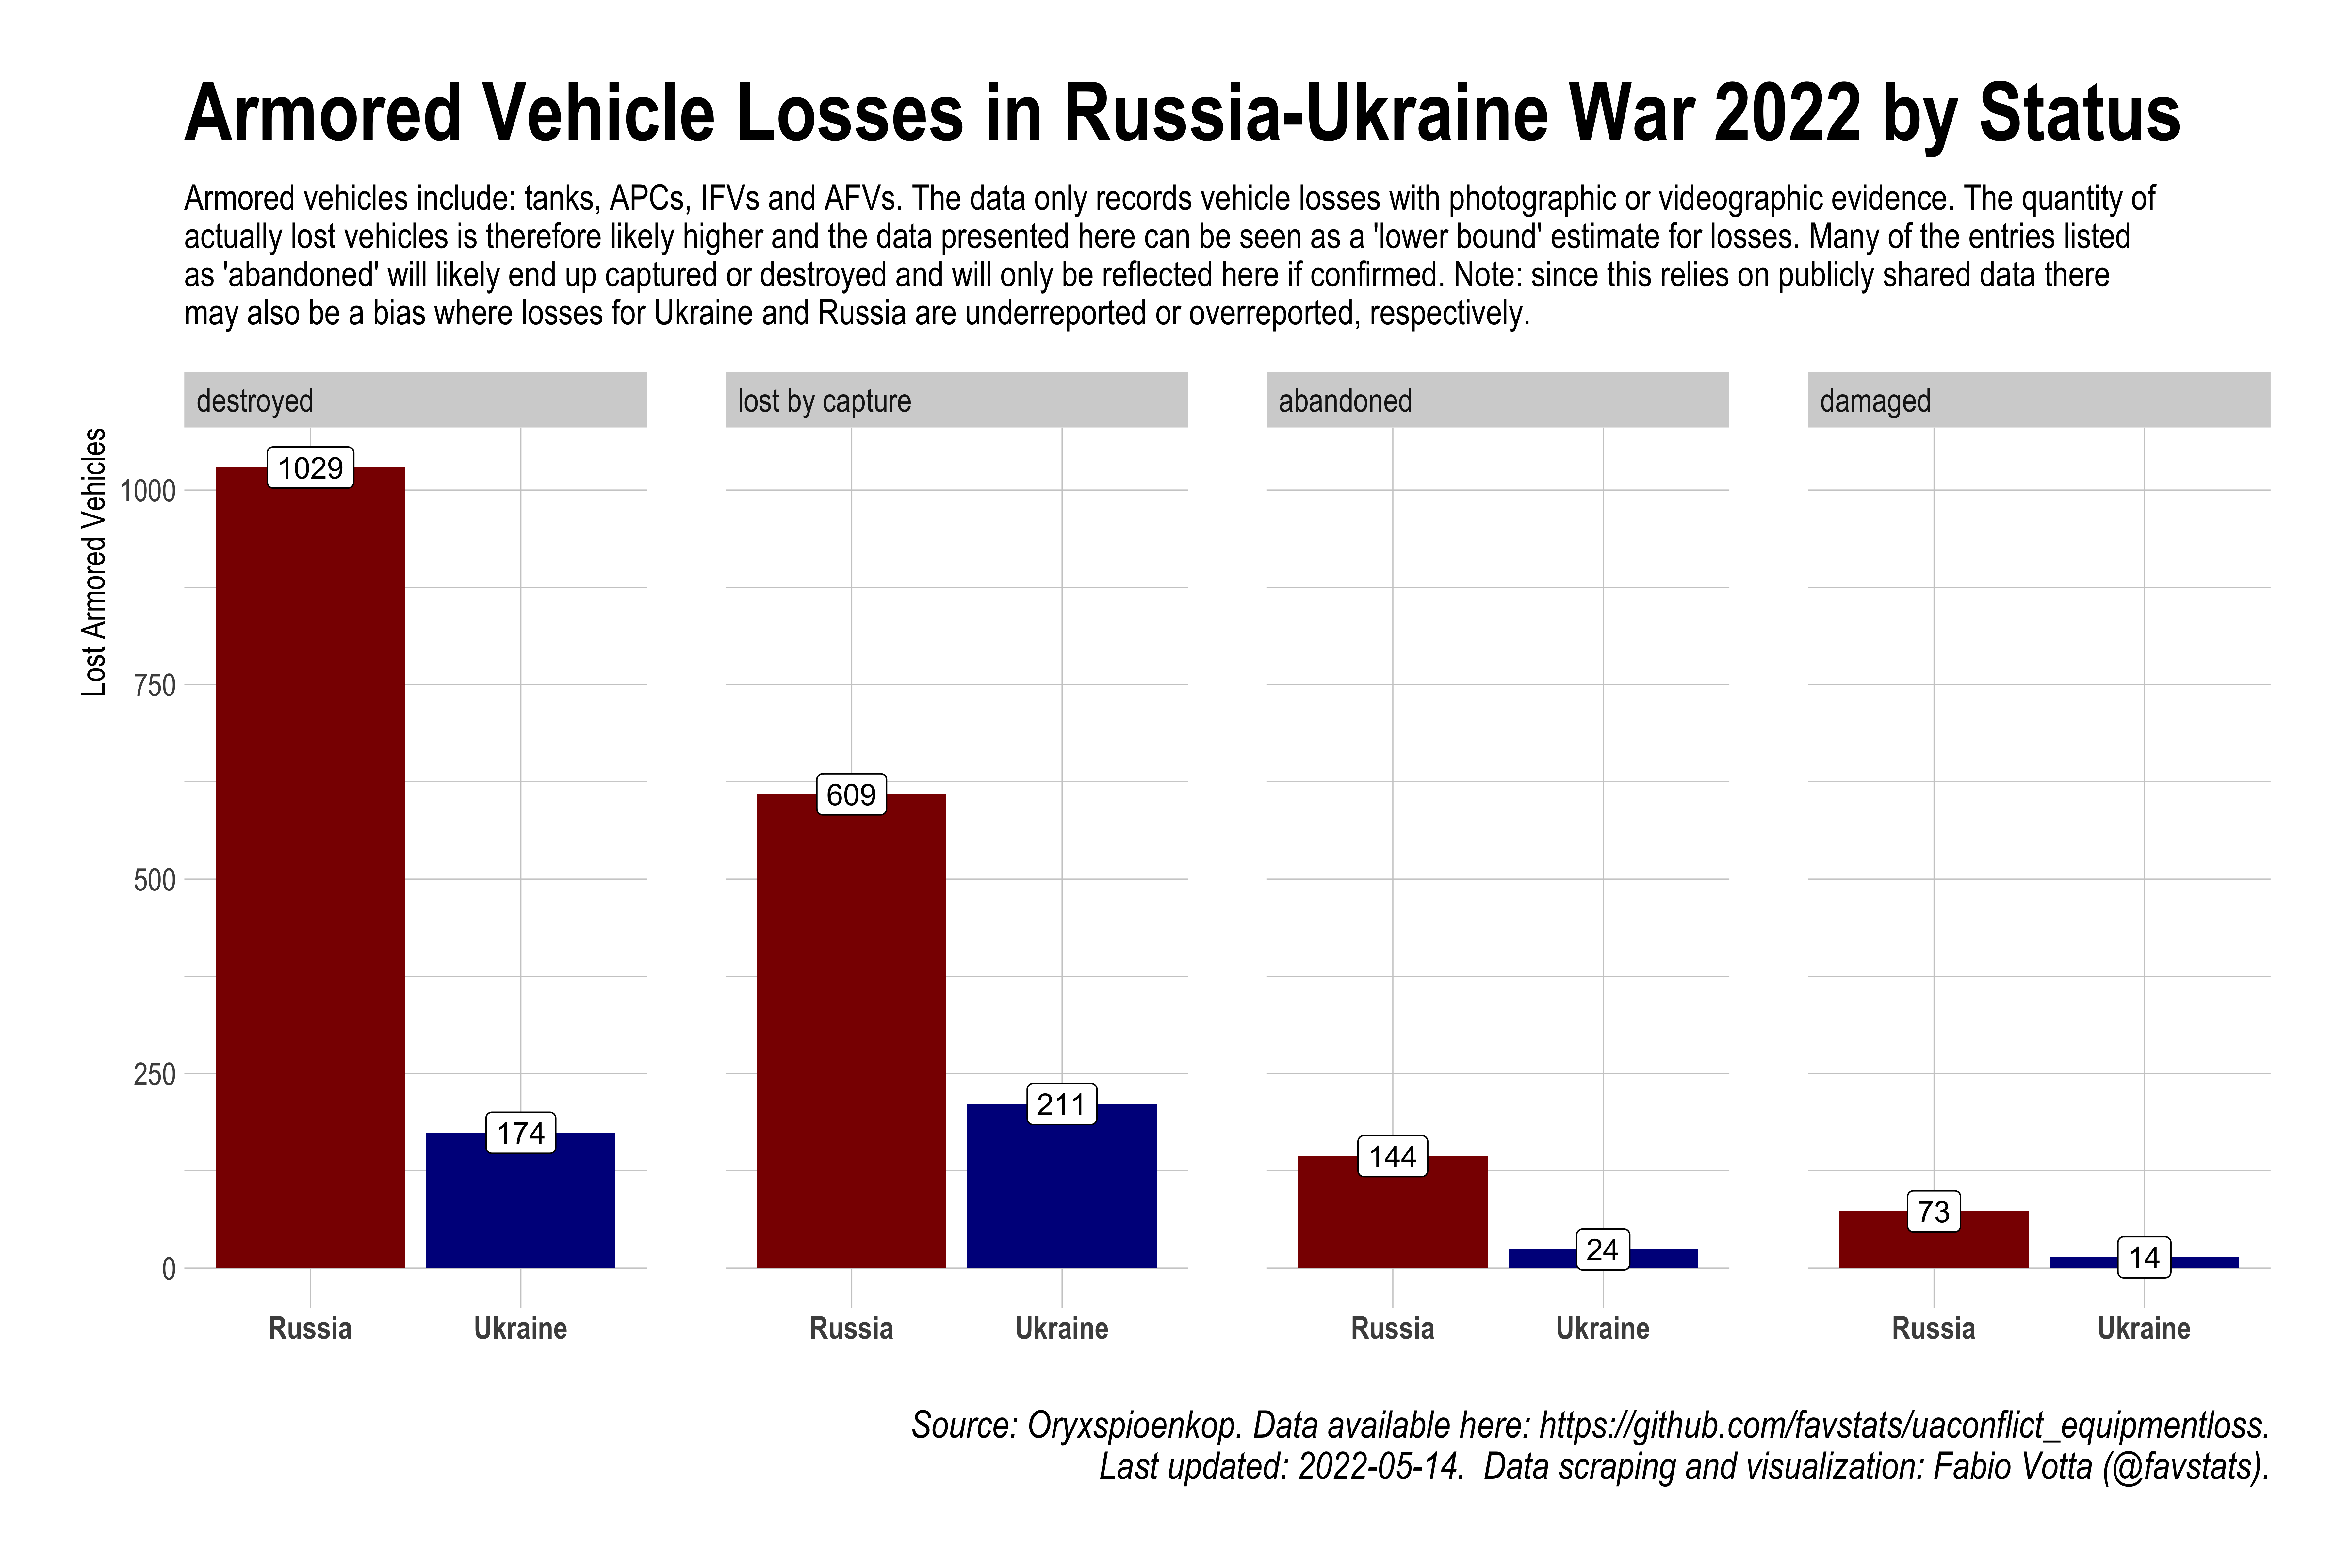 Armored Vehicle Losses in Russia-Ukraine War 2022 by Status
Armored vehicles include: tanks, APCs, IFVs and AFVs. The data only records vehicle losses with photographic or videographic evidence. The quantity of
actually lost vehicles is therefore likely higher and the data presented here can be seen as a 'lower bound' estimate for losses. Many of the entries listed
as 'abandoned' will likely end up captured or destroyed and will only be reflected here if confirmed. Note: since this relies on publicly shared data there
may also be a bias where losses for Ukraine and Russia are underreported or overreported, respectively.
destroyed
lost by capture
abandoned
damaged
Lost Armored Vehicles
1000
750
500
250
0
1029
174
609
211
144
24
73
14
Russia
Ukraine
Russia
Ukraine
Russia
Ukraine
Russia
Ukraine
Source: Oryxspioenkop. Data available here: https://github.com/favstats/uaconflict_equipmentloss.
Last updated: 2022-05-14.  Data scraping and visualization: Fabio Votta (@favstats).